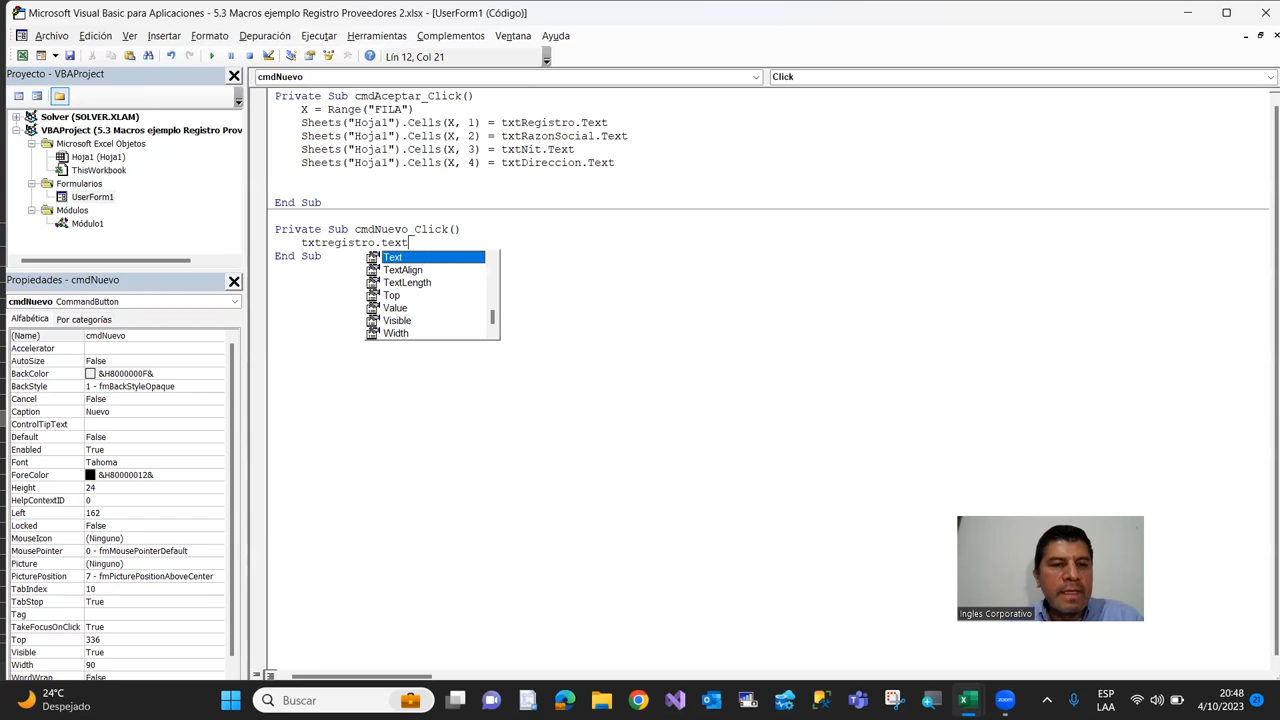 Microsoft Visual Basic para Aplicaciones - 5.3 Macros ejemplo Registro Proveedores 2.xlsx - [UserForm1 (Código)]
Archivo Edición Ver Insertar Formato Depuración Ejecutar Herramientas Complementos Ventana Ayuda
Lín 12, Col 21
Proyecto - VBAProject
Solver (SOLVER.XLAM)
VBAProject (5.3 Macros ejemplo Registro Prov
Microsoft Excel Objetos
Hoja1 (Hoja1)
ThisWorkbook
Formularios
UserForm1
Módulos
Módulo1
Propiedades - cmdNuevo
cmdNuevo CommandButton
Alfabética Por categorías
(Name) cmdNuevo
Accelerator
AutoSize False
BackColor &H8000000F&
BackStyle 1 - fmBackStyleOpaque
Cancel False
Caption Nuevo
ControlTipText
Default False
Enabled True
Font Tahoma
ForeColor &H80000012&
Height 24
HelpContextID 0
Left 162
Locked False
MouseIcon (Ninguno)
MousePointer 0 - fmMousePointerDefault
Picture (Ninguno)
PicturePosition 7 - fmPicturePositionAboveCenter
TabIndex 10
TabStop True
Tag
TakeFocusOnClick True
Top 336
Visible True
Width 90
WordWrap False
cmdNuevo Click
Private Sub cmdAceptar_Click()
X = Range("FILA")
Sheets("Hoja1").Cells(X, 1) = txtRegistro.Text
Sheets("Hoja1").Cells(X, 2) = txtRazonSocial.Text
Sheets("Hoja1").Cells(X, 3) = txtNit.Text
Sheets("Hoja1").Cells(X, 4) = txtDireccion.Text
End Sub
Private Sub cmdNuevo_Click()
txtregistro.text
End Sub
Text
TextAlign
TextLength
Top
Value
Visible
Width
Ingles Corporativo
24°C
Despejado
Buscar
ESP
LAA
20:48
4/10/2023
21